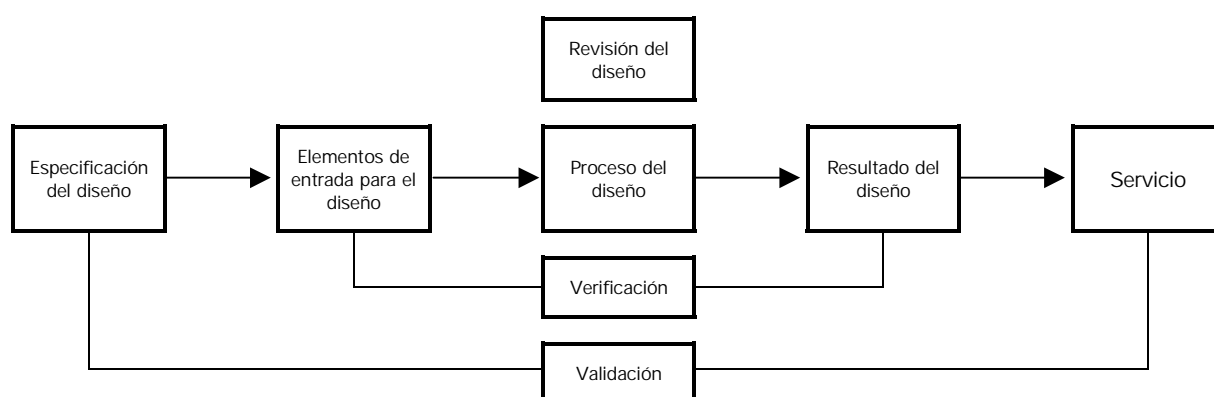 Revisión del
diseño
Especificación
del diseño
Elementos de
entrada para el
diseño
Proceso del
diseño
Resultado del
diseño
Servicio
Verificación
Validación